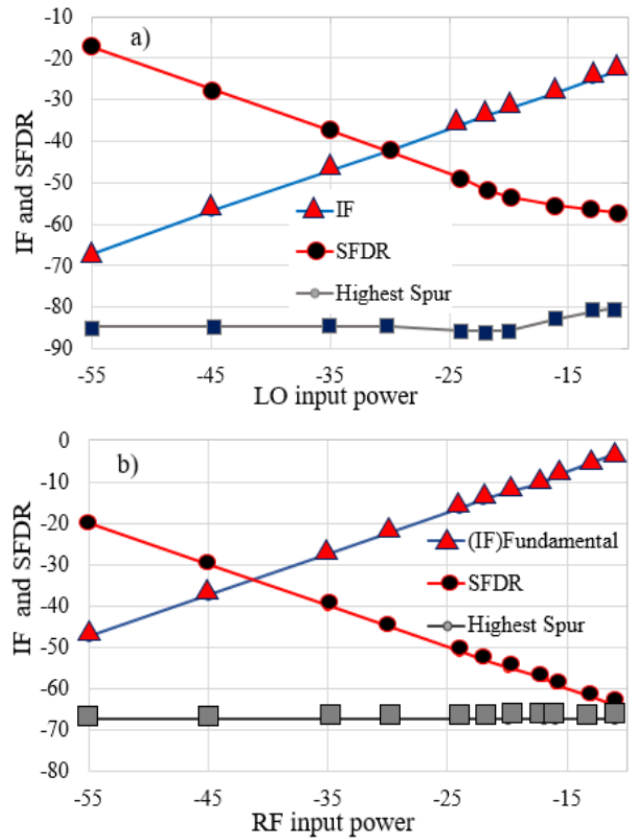 a)
-10
-20
-30
-40
-50
-60
-70
-80
-90
IF and SFDR
IF
SFDR
Highest Spur
-55 -45 -35 -25 -15
LO input power
b)
0
-10
-20
-30
-40
-50
-60
-70
-80
IF and SFDR
(IF)Fundamental
SFDR
Highest Spur
-55 -45 -35 -25 -15
RF input power